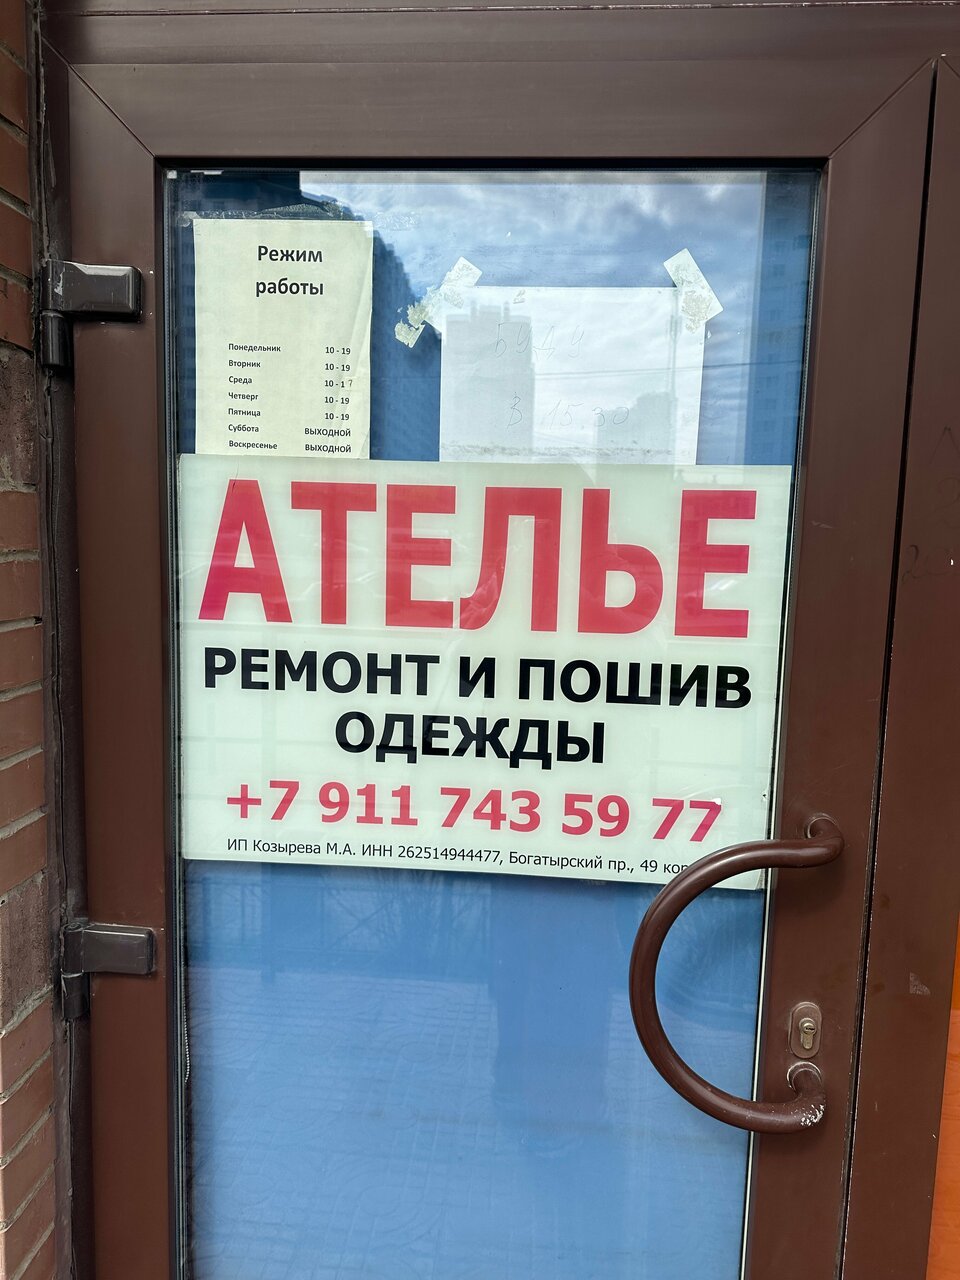 Режим
работы
Понедельник 10 - 19
Вторник 10 - 19
Среда 10 - 17
Четверг 10 - 19
Пятница 10 - 19
Суббота ВЫХОДНОЙ
Воскресенье ВЫХОДНОЙ
БУДУ
В 15.30
АТЕЛЬЕ
РЕМОНТ И ПОШИВ
ОДЕЖДЫ
+7 911 743 59 77
ИП Козырева М.А. ИНН 262514944477, Богатырский пр., 49